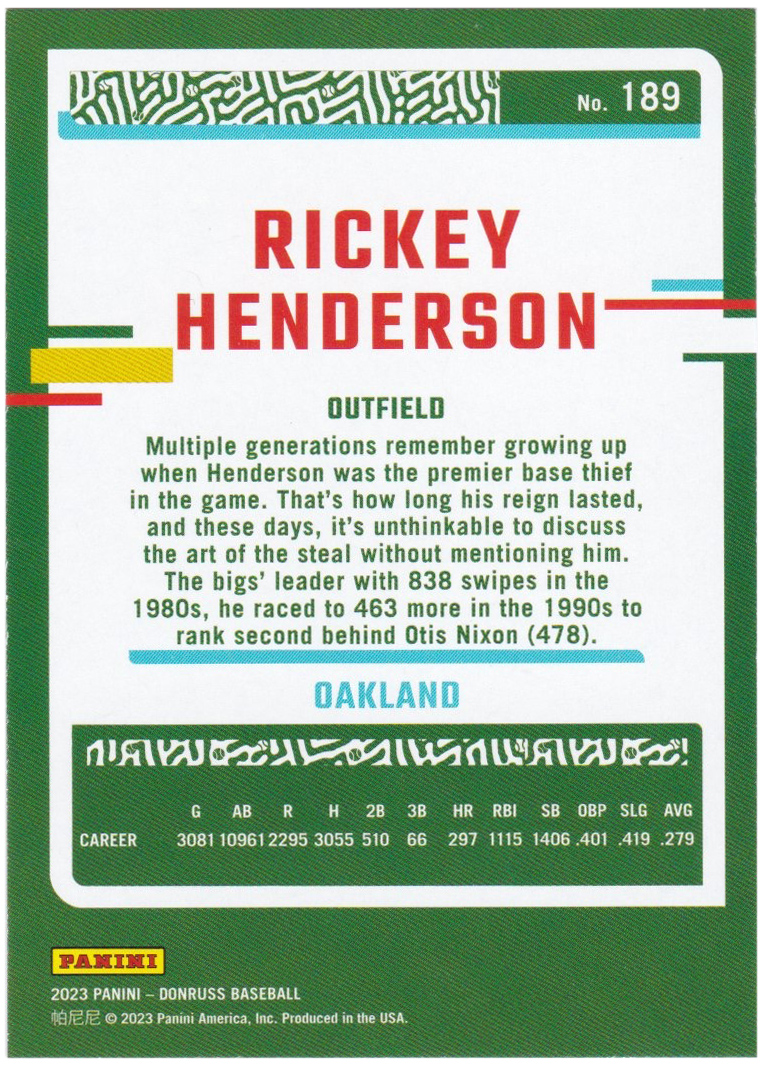 No. 189
RICKEY
HENDERSON
OUTFIELD
Multiple generations remember growing up
when Henderson was the premier base thief
in the game. That's how long his reign lasted,
and these days, it's unthinkable to discuss
the art of the steal without mentioning him.
The bigs' leader with 838 swipes in the
1980s, he raced to 463 more in the 1990s to
rank second behind Otis Nixon (478).
OAKLAND
G AB R H 2B 3B HR RBI SB OBP SLG AVG
CAREER 3081 10961 2295 3055 510 66 297 1115 1406 .401 .419 .279
PANINI
2023 PANINI – DONRUSS BASEBALL
帕尼尼 © 2023 Panini America, Inc. Produced in the USA.